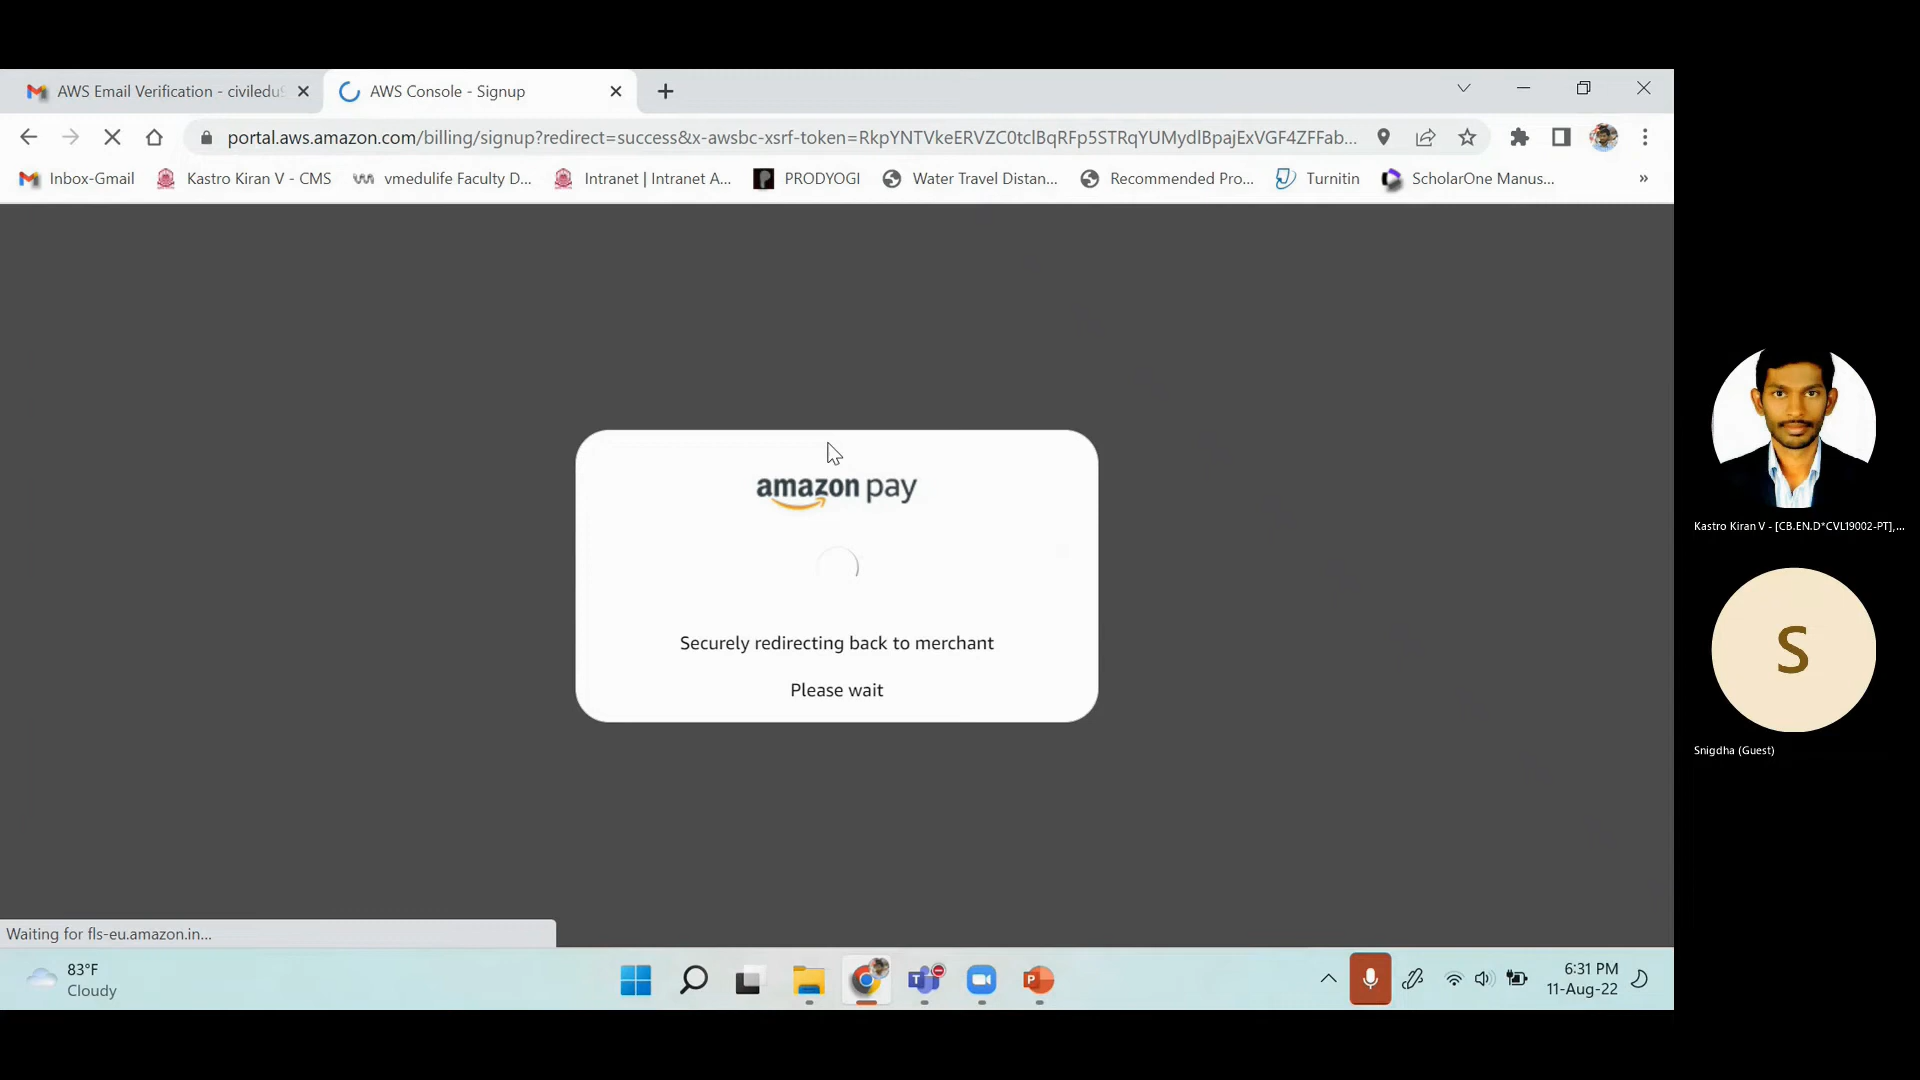 AWS Email Verification - civiledu
AWS Console - Signup
portal.aws.amazon.com/billing/signup?redirect=success&x-awsbc-xsrf-token=RkpYNTVkeERVZC0tclBqRFp5STRqYUMydlBpajExVGF4ZFFab...
Inbox-Gmail
Kastro Kiran V - CMS
vmedulife Faculty D...
Intranet | Intranet A...
PRODYOGI
Water Travel Distan...
Recommended Pro...
Turnitin
ScholarOne Manus...
»
amazon pay
Securely redirecting back to merchant
Please wait
Kastro Kiran V - [CB.EN.D*CVL19002-PT],...
S
Snigdha (Guest)
Waiting for fls-eu.amazon.in...
83°F
Cloudy
6:31 PM
11-Aug-22